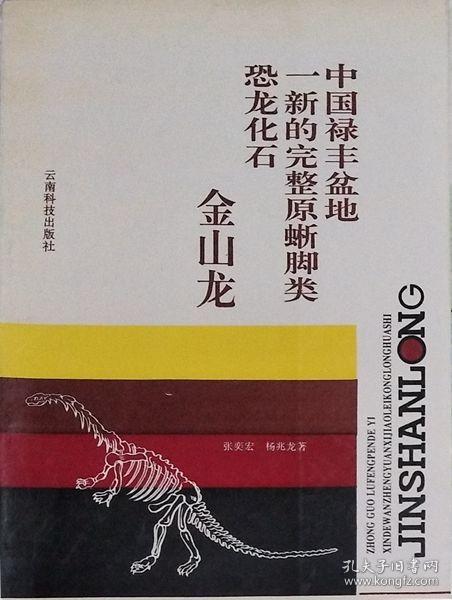 中国禄丰盆地
一新的完整原蜥脚类
恐龙化石
金山龙
云南科技出版社
张奕宏 杨兆龙著
ZHONG GUO LUFENGPENDE YI
XINDEWANZHENGYUANXIJIAOLEIKONGLONGHUASHI
JINSHANLONG
孔夫子旧书网
www.kongfz.com